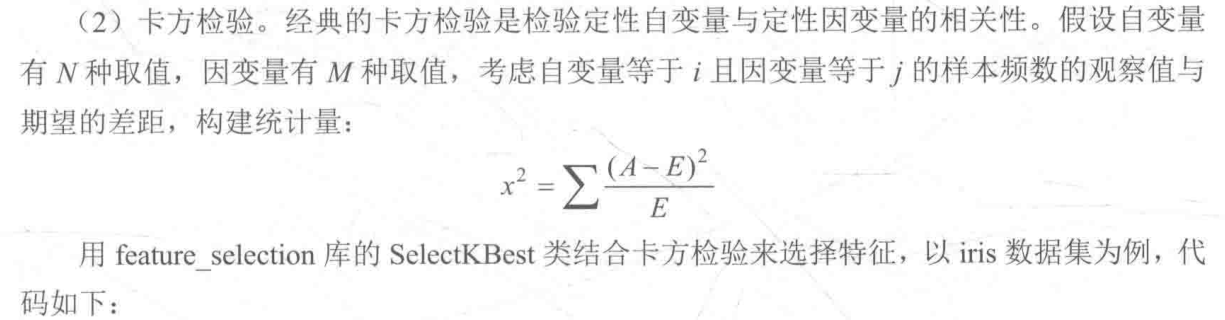 (2)卡方检验。经典的卡方检验是检验定性自变量与定性因变量的相关性。假设自变量
有 N 种取值，因变量有 M 种取值，考虑自变量等于 i 且因变量等于 j 的样本频数的观察值与
期望的差距，构建统计量：
x² = ∑ (A − E)² / E
用 feature_selection 库的 SelectKBest 类结合卡方检验来选择特征，以 iris 数据集为例，代
码如下：